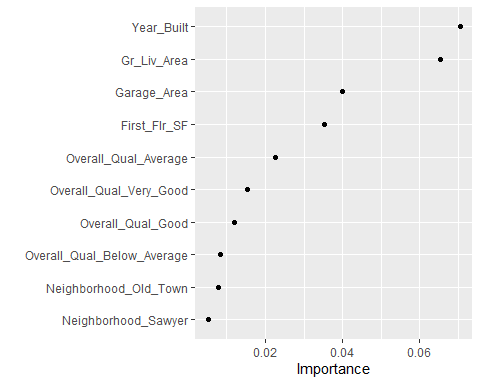 Year_Built
Gr_Liv_Area
Garage_Area
First_Flr_SF
Overall_Qual_Average
Overall_Qual_Very_Good
Overall_Qual_Good
Overall_Qual_Below_Average
Neighborhood_Old_Town
Neighborhood_Sawyer
0.02 0.04 0.06
Importance